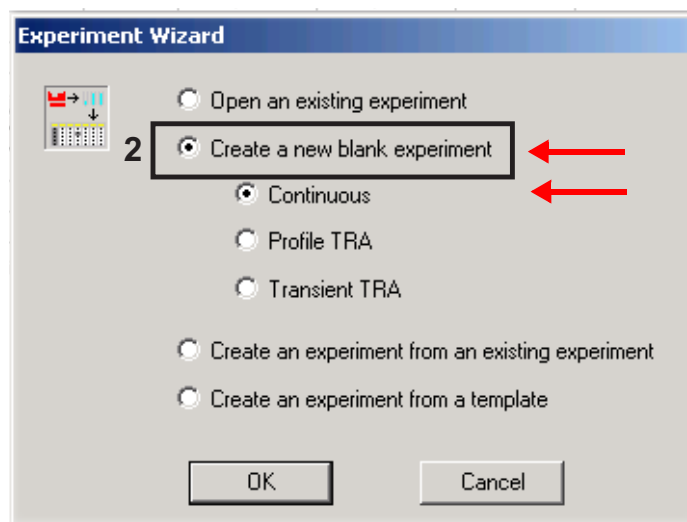 Experiment Wizard
Open an existing experiment
2 Create a new blank experiment
Continuous
Profile TRA
Transient TRA
Create an experiment from an existing experiment
Create an experiment from a template
OK Cancel